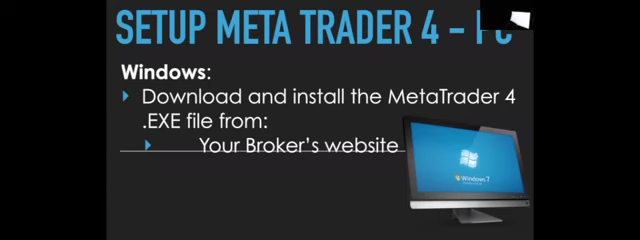 SETUP META TRADER 4 – PC
Windows:
Download and install the MetaTrader 4
.EXE file from:
Your Broker's website
Windows 7